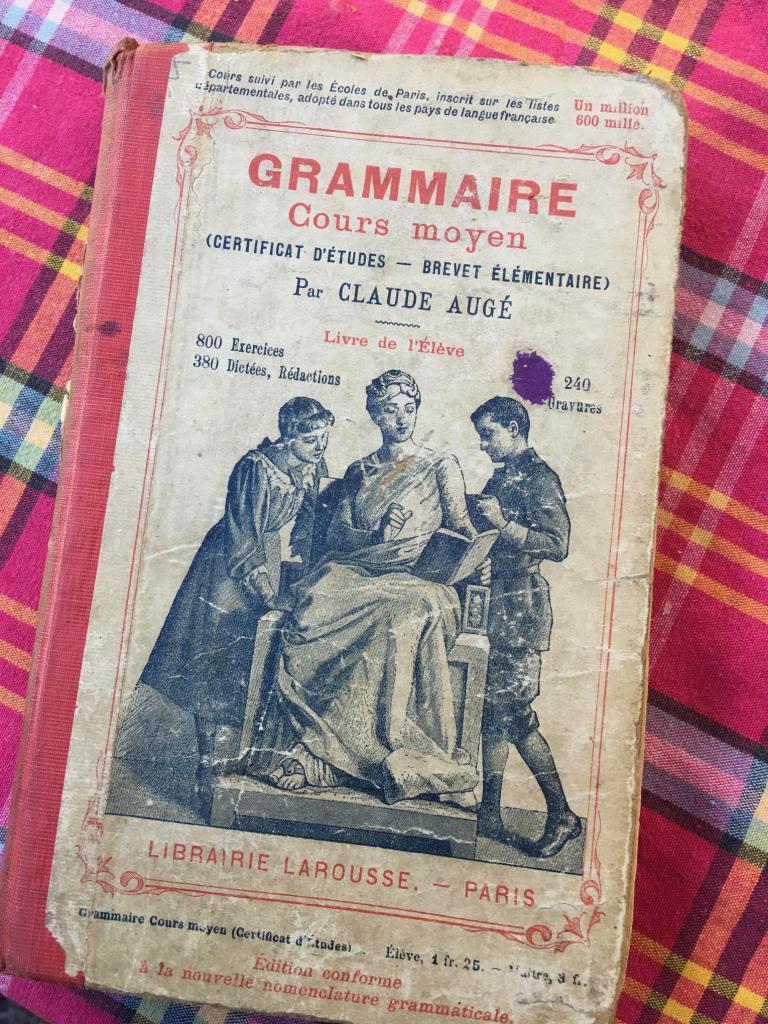 Cours suivi par les Écoles de Paris, inscrit sur les listes
départementales, adopté dans tous les pays de langue française
Un million
600 mille.
GRAMMAIRE
Cours moyen
(CERTIFICAT D'ÉTUDES — BREVET ÉLÉMENTAIRE)
Par CLAUDE AUGÉ
Livre de l'Élève
800 Exercices
380 Dictées, Rédactions
240
Gravures
LIBRAIRIE LAROUSSE. — PARIS
Grammaire Cours moyen (Certificat d'Études). Élève, 1 fr. 25. — Maître, 3 f..
Édition conforme
à la nouvelle nomenclature grammaticale.